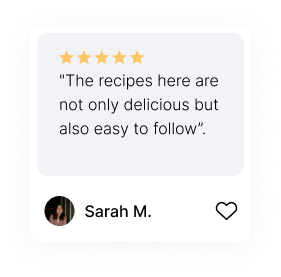 "The recipes here are
not only delicious but
also easy to follow”.
Sarah M.